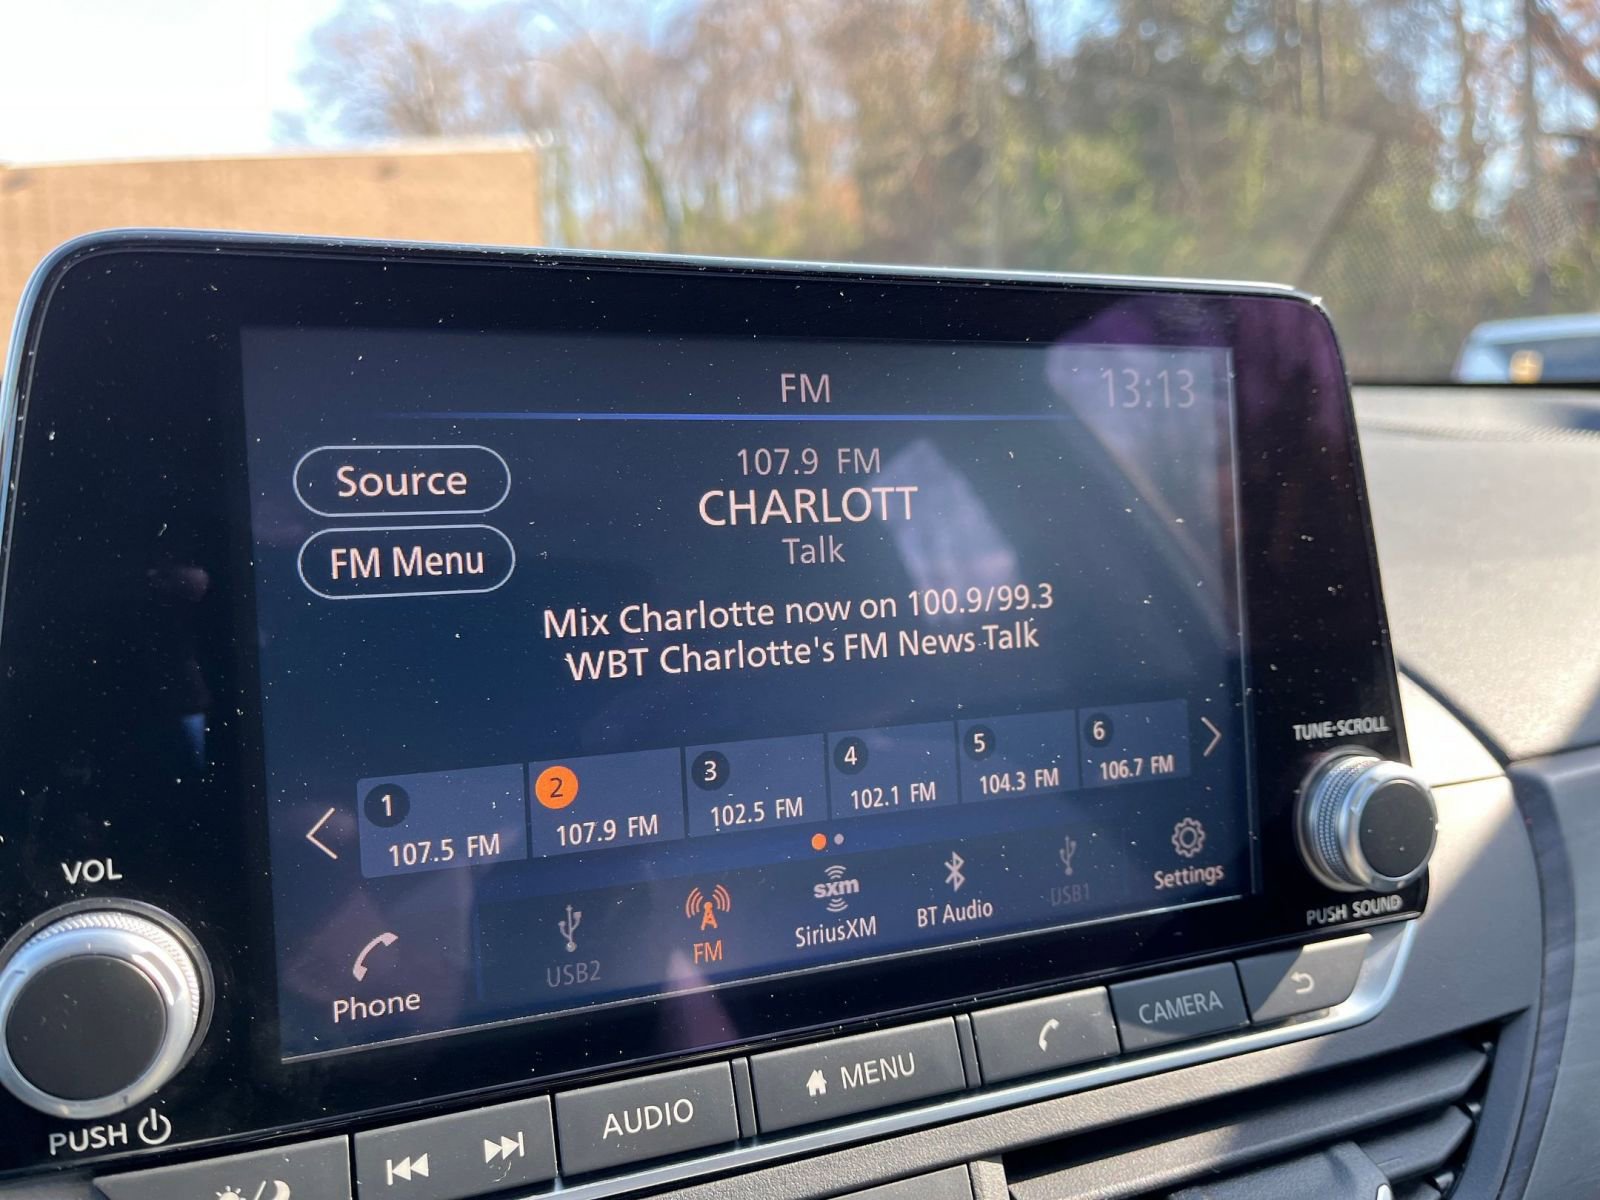 FM
13:13
Source
FM Menu
107.9 FM
CHARLOTT
Talk
Mix Charlotte now on 100.9/99.3
WBT Charlotte's FM News Talk
1
107.5 FM
2
107.9 FM
3
102.5 FM
4
102.1 FM
5
104.3 FM
6
106.7 FM
Phone
USB2
FM
sxm
SiriusXM
BT Audio
USB1
Settings
VOL
PUSH
TUNE·SCROLL
PUSH SOUND
AUDIO
MENU
CAMERA